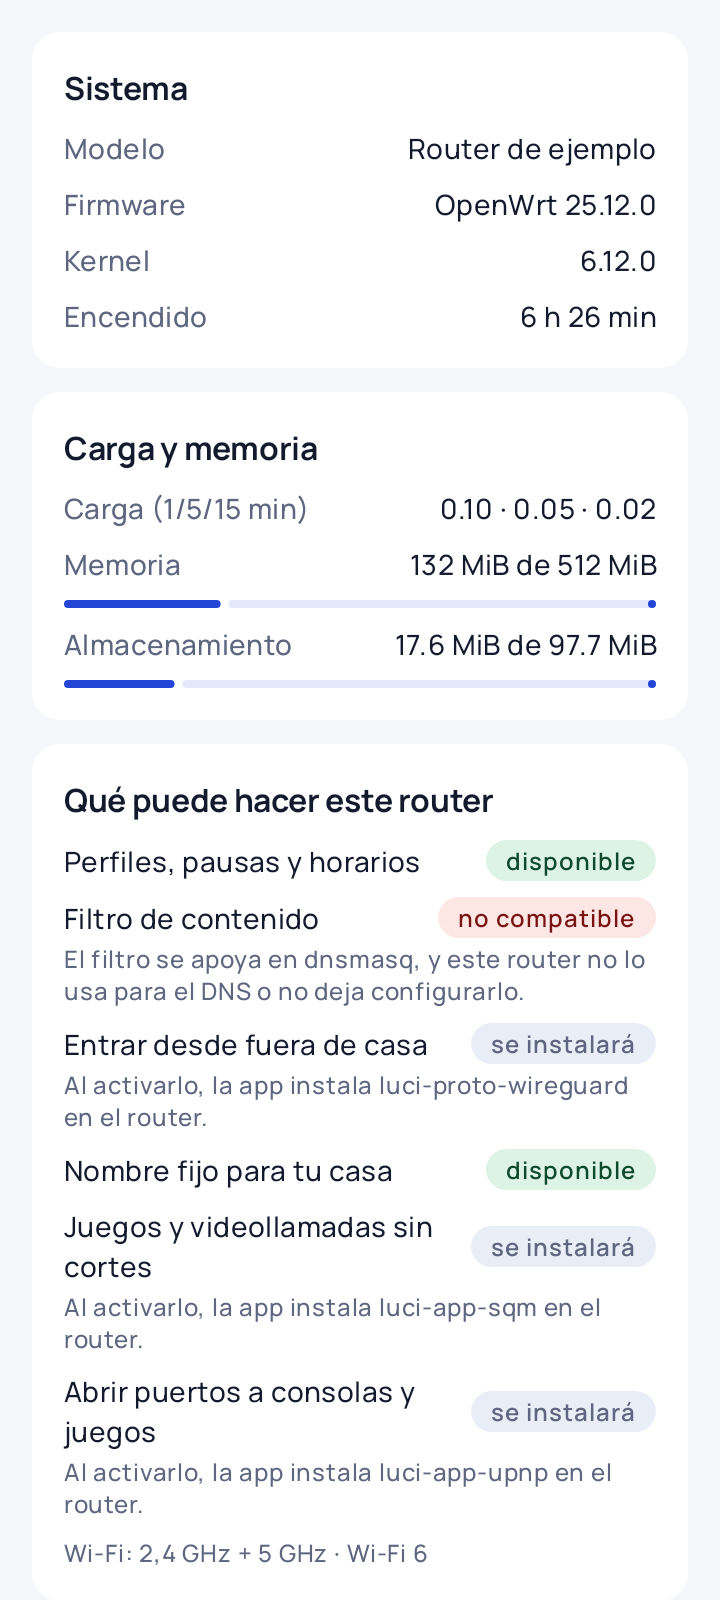 Sistema
Modelo Router de ejemplo
Firmware OpenWrt 25.12.0
Kernel 6.12.0
Encendido 6 h 26 min
Carga y memoria
Carga (1/5/15 min) 0.10 · 0.05 · 0.02
Memoria 132 MiB de 512 MiB
Almacenamiento 17.6 MiB de 97.7 MiB
Qué puede hacer este router
Perfiles, pausas y horarios disponible
Filtro de contenido no compatible
El filtro se apoya en dnsmasq, y este router no lo
usa para el DNS o no deja configurarlo.
Entrar desde fuera de casa se instalará
Al activarlo, la app instala luci-proto-wireguard
en el router.
Nombre fijo para tu casa disponible
Juegos y videollamadas sin
cortes
se instalará
Al activarlo, la app instala luci-app-sqm en el
router.
Abrir puertos a consolas y
juegos
se instalará
Al activarlo, la app instala luci-app-upnp en el
router.
Wi-Fi: 2,4 GHz + 5 GHz · Wi-Fi 6